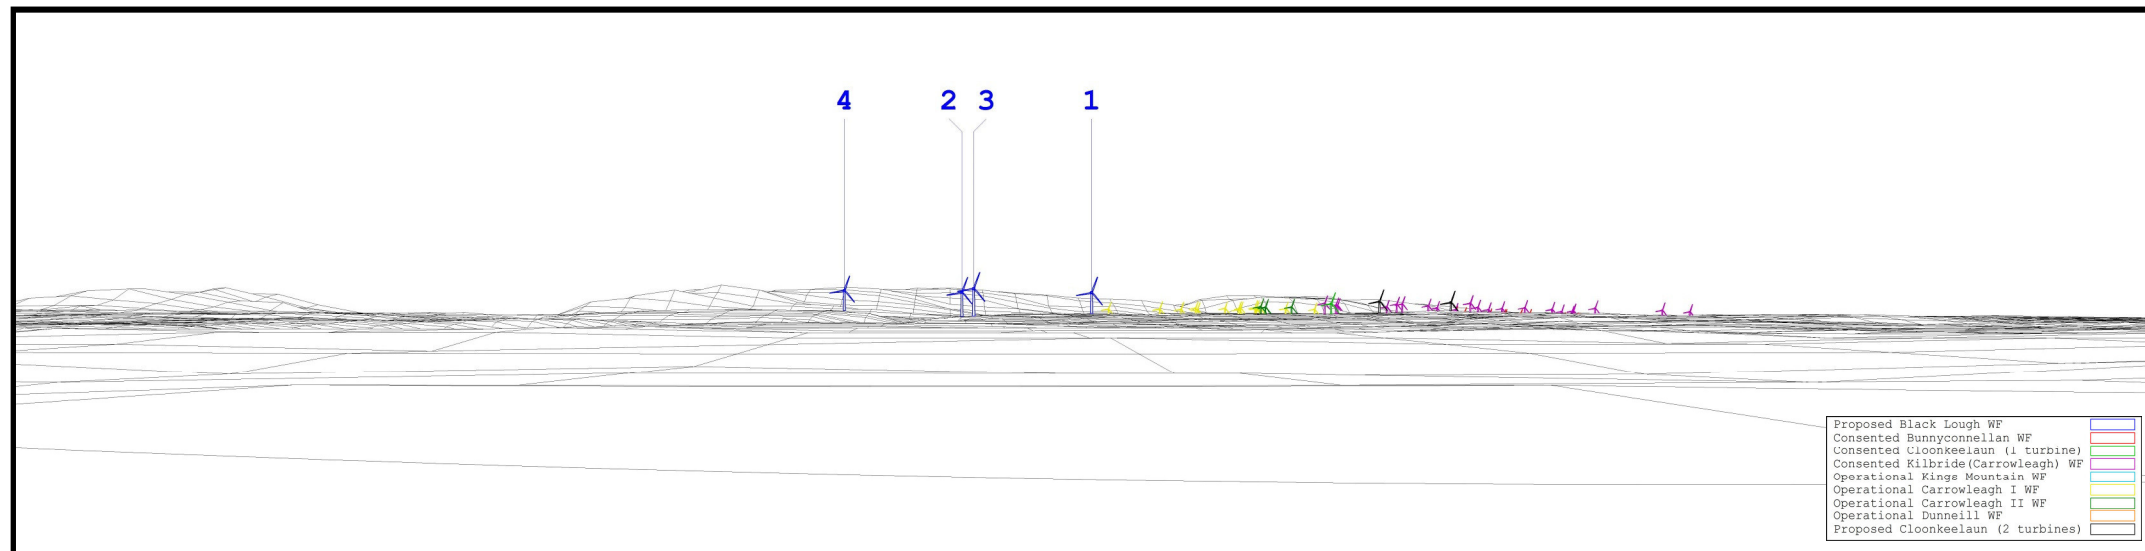 4 2 3 1
Proposed Black Lough WF
Consented Bunnyconnellan WF
Consented Cloonkeelaun (1 turbine)
Consented Kilbride(Carrowleagh) WF
Operational Kings Mountain WF
Operational Carrowleagh I WF
Operational Carrowleagh II WF
Operational Dunneill WF
Proposed Cloonkeelaun (2 turbines)